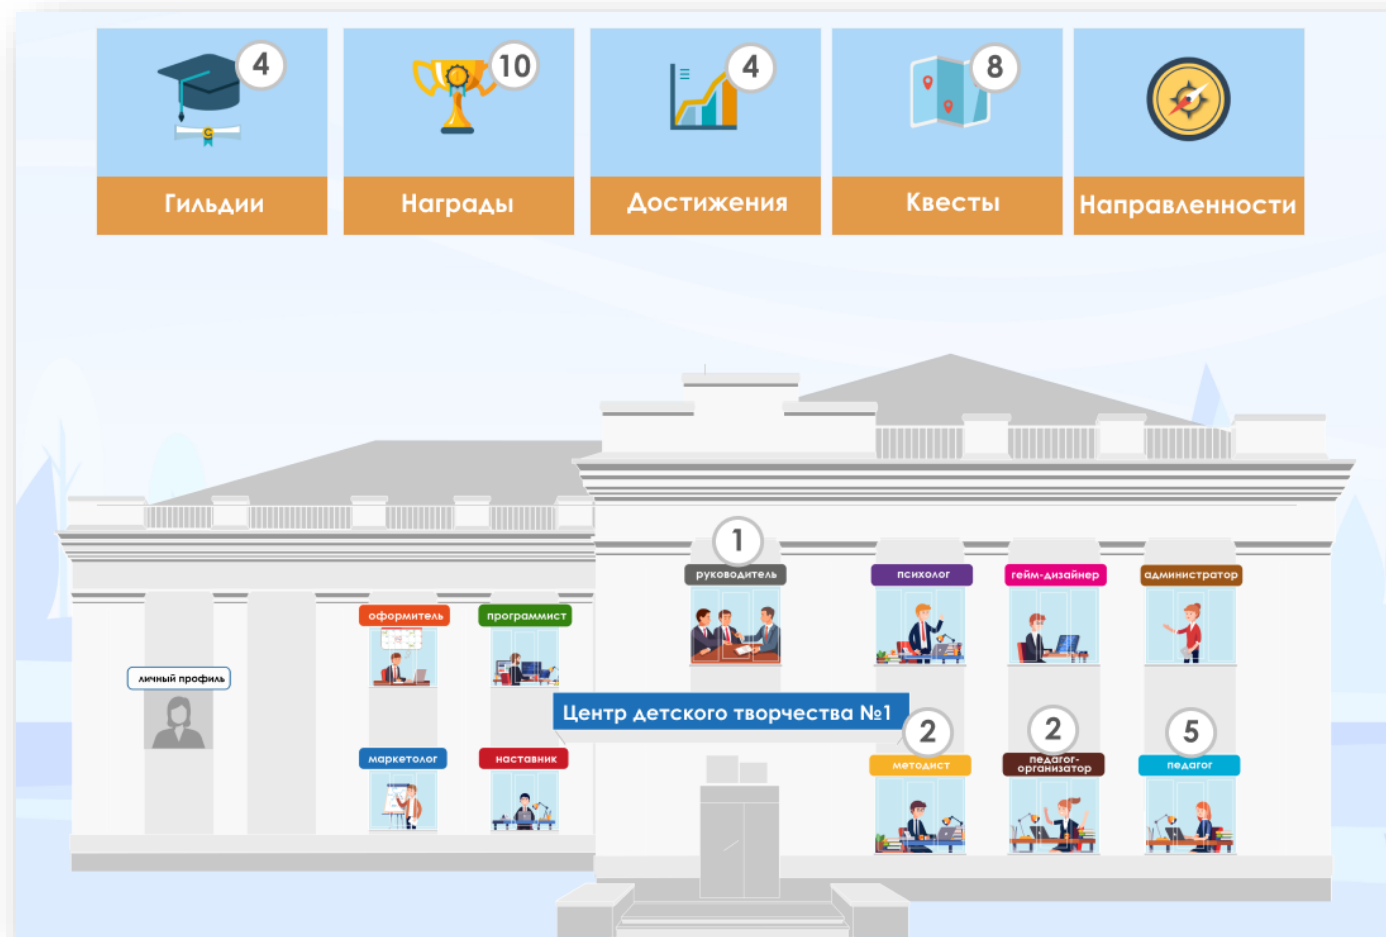 4
10
4
8
Гильдии
Награды
Достижения
Квесты
Направленности
1
руководитель
психолог
гейм-дизайнер
администратор
оформитель
программист
личный профиль
Центр детского творчества №1
2
2
5
маркетолог
наставник
методист
педагог-
организатор
педагог